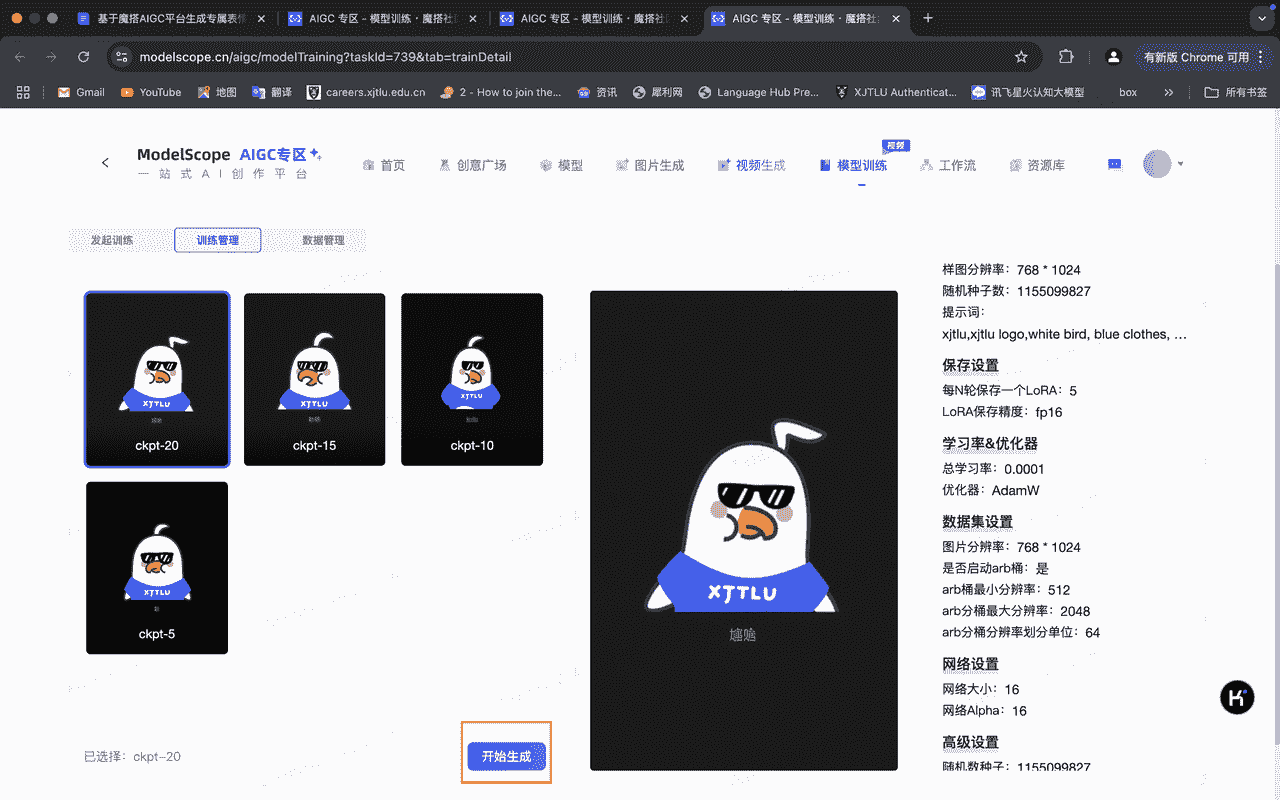 基于魔搭AIGC平台生成专属表情
AIGC 专区 - 模型训练 · 魔搭社区
AIGC 专区 - 模型训练 · 魔搭社区
AIGC 专区 - 模型训练 · 魔搭社区
modelscope.cn/aigc/modelTraining?taskId=739&tab=trainDetail
有新版 Chrome 可用
Gmail
YouTube
地图
翻译
careers.xjtlu.edu.cn
2 - How to join the...
资讯
犀利网
Language Hub Pre...
XJTLU Authenticat...
讯飞星火认知大模型
box
所有书签
ModelScope AIGC专区
一站式AI创作平台
首页
创意广场
模型
图片生成
视频生成
模型训练
视频
工作流
资源库
发起训练
训练管理
数据管理
XJTLU
ckpt-20
XJTLU
ckpt-15
XJTLU
ckpt-10
XJTLU
ckpt-5
已选择：ckpt-20
开始生成
XJTLU
样图分辨率：768 * 1024
随机种子数：1155099827
提示词：
xjtlu,xjtlu logo,white bird, blue clothes, ...
保存设置
每N轮保存一个LoRA：5
LoRA保存精度：fp16
学习率&优化器
总学习率：0.0001
优化器：AdamW
数据集设置
图片分辨率：768 * 1024
是否启动arb桶：是
arb桶最小分辨率：512
arb分桶最大分辨率：2048
arb分桶分辨率划分单位：64
网络设置
网络大小：16
网络Alpha：16
高级设置
随机数种子：1155099827